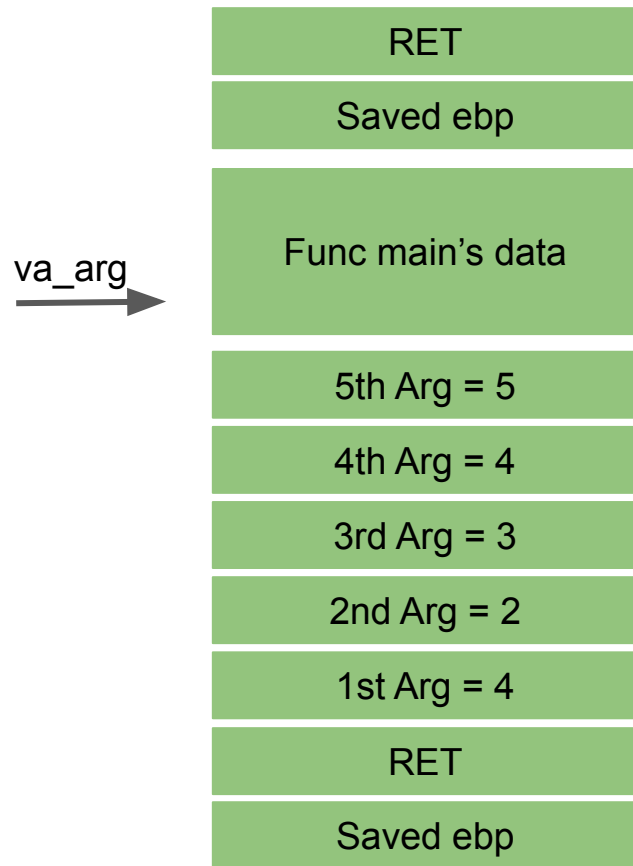 RET
Saved ebp
Func main’s data
va_arg
5th Arg = 5
4th Arg = 4
3rd Arg = 3
2nd Arg = 2
1st Arg = 4
RET
Saved ebp